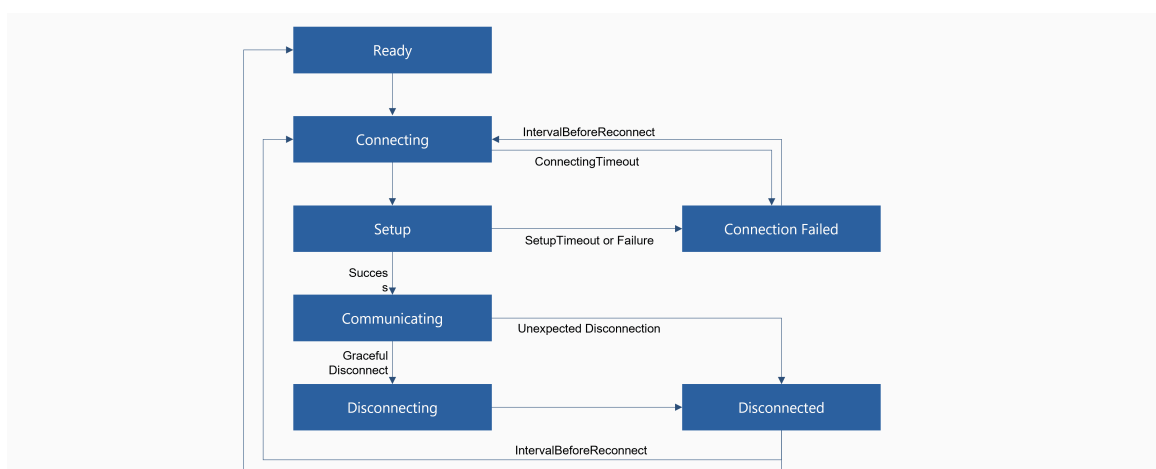 Ready
Connecting
IntervalBeforeReconnect
ConnectingTimeout
Setup
SetupTimeout or Failure
Connection Failed
Succes
s
Communicating
Unexpected Disconnection
Graceful
Disconnect
Disconnecting
Disconnected
IntervalBeforeReconnect